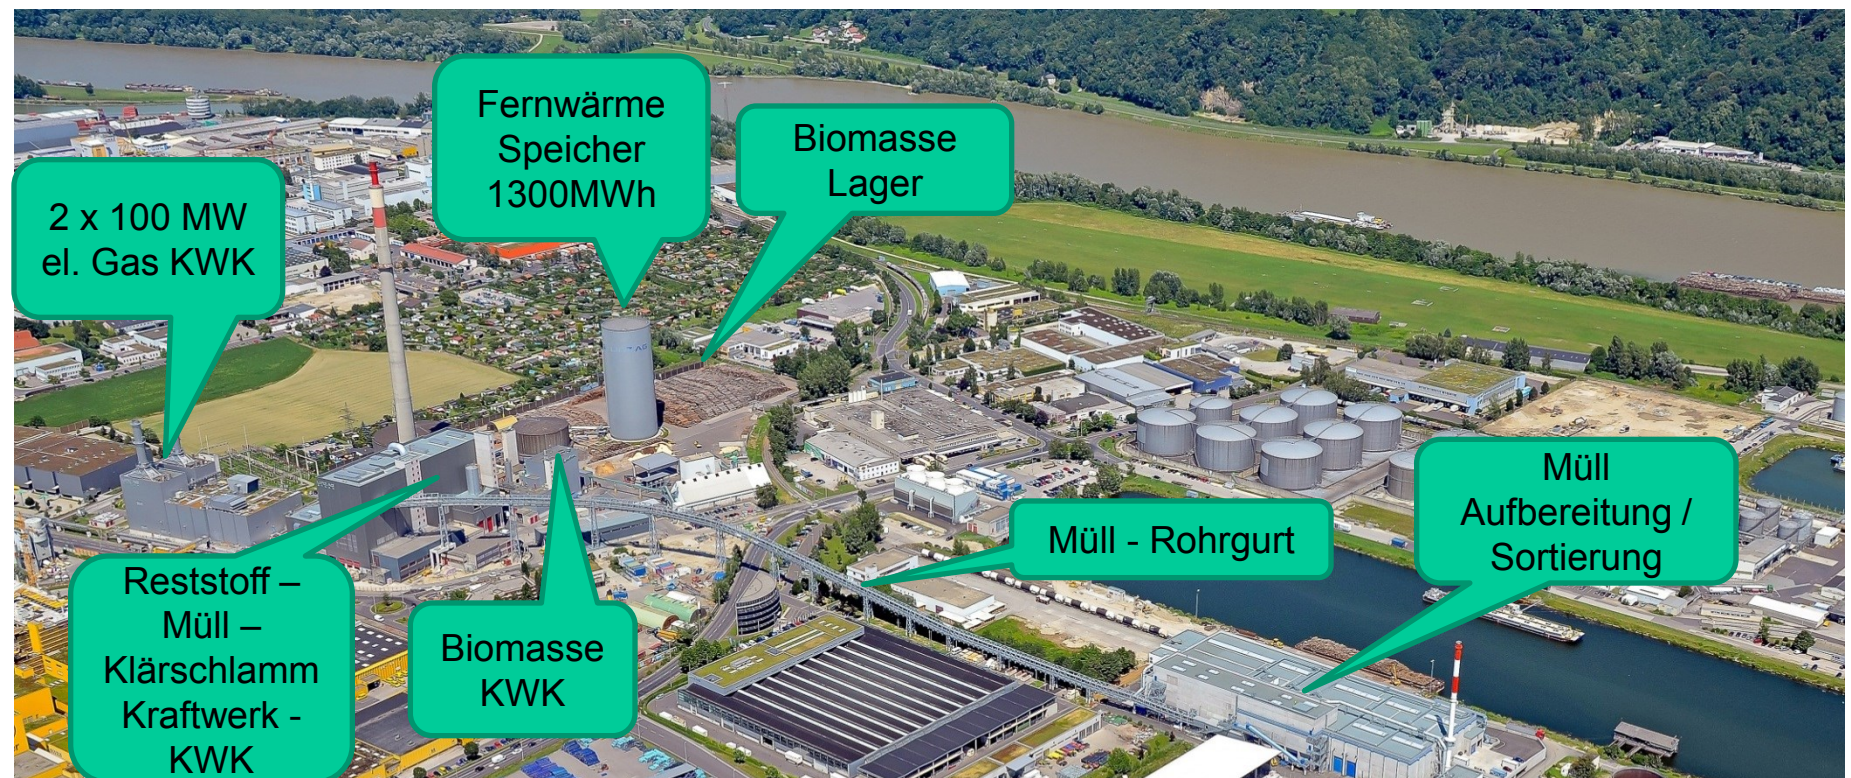 2 x 100 MW
el. Gas KWK
Fernwärme
Speicher
1300MWh
Biomasse
Lager
Reststoff –
Müll –
Klärschlamm
Kraftwerk -
KWK
Biomasse
KWK
Müll - Rohrgurt
Müll
Aufbereitung /
Sortierung